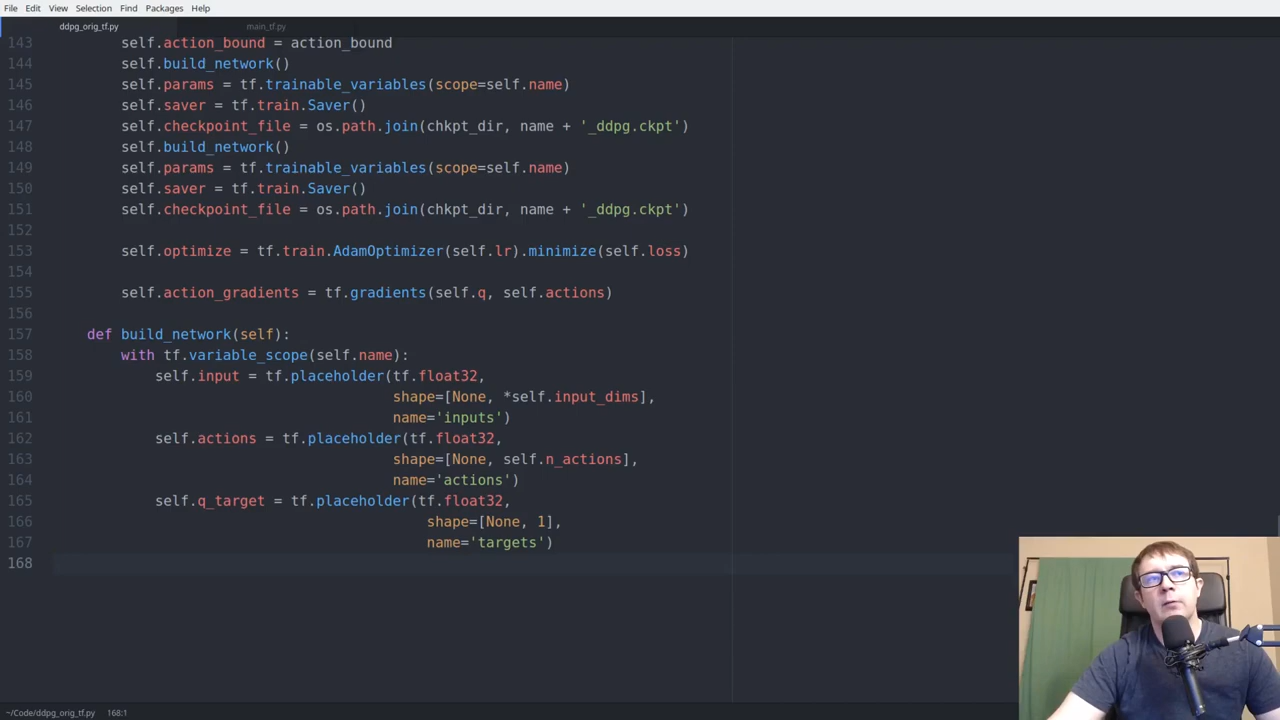 File Edit View Selection Find Packages Help
ddpg_orig_tf.py main_tf.py
143 self.action_bound = action_bound
144 self.build_network()
145 self.params = tf.trainable_variables(scope=self.name)
146 self.saver = tf.train.Saver()
147 self.checkpoint_file = os.path.join(chkpt_dir, name + '_ddpg.ckpt')
148 self.build_network()
149 self.params = tf.trainable_variables(scope=self.name)
150 self.saver = tf.train.Saver()
151 self.checkpoint_file = os.path.join(chkpt_dir, name + '_ddpg.ckpt')
152
153 self.optimize = tf.train.AdamOptimizer(self.lr).minimize(self.loss)
154
155 self.action_gradients = tf.gradients(self.q, self.actions)
156
157 def build_network(self):
158 with tf.variable_scope(self.name):
159 self.input = tf.placeholder(tf.float32,
160 shape=[None, *self.input_dims],
161 name='inputs')
162 self.actions = tf.placeholder(tf.float32,
163 shape=[None, self.n_actions],
164 name='actions')
165 self.q_target = tf.placeholder(tf.float32,
166 shape=[None, 1],
167 name='targets')
168
~/Code/ddpg_orig_tf.py 168:1